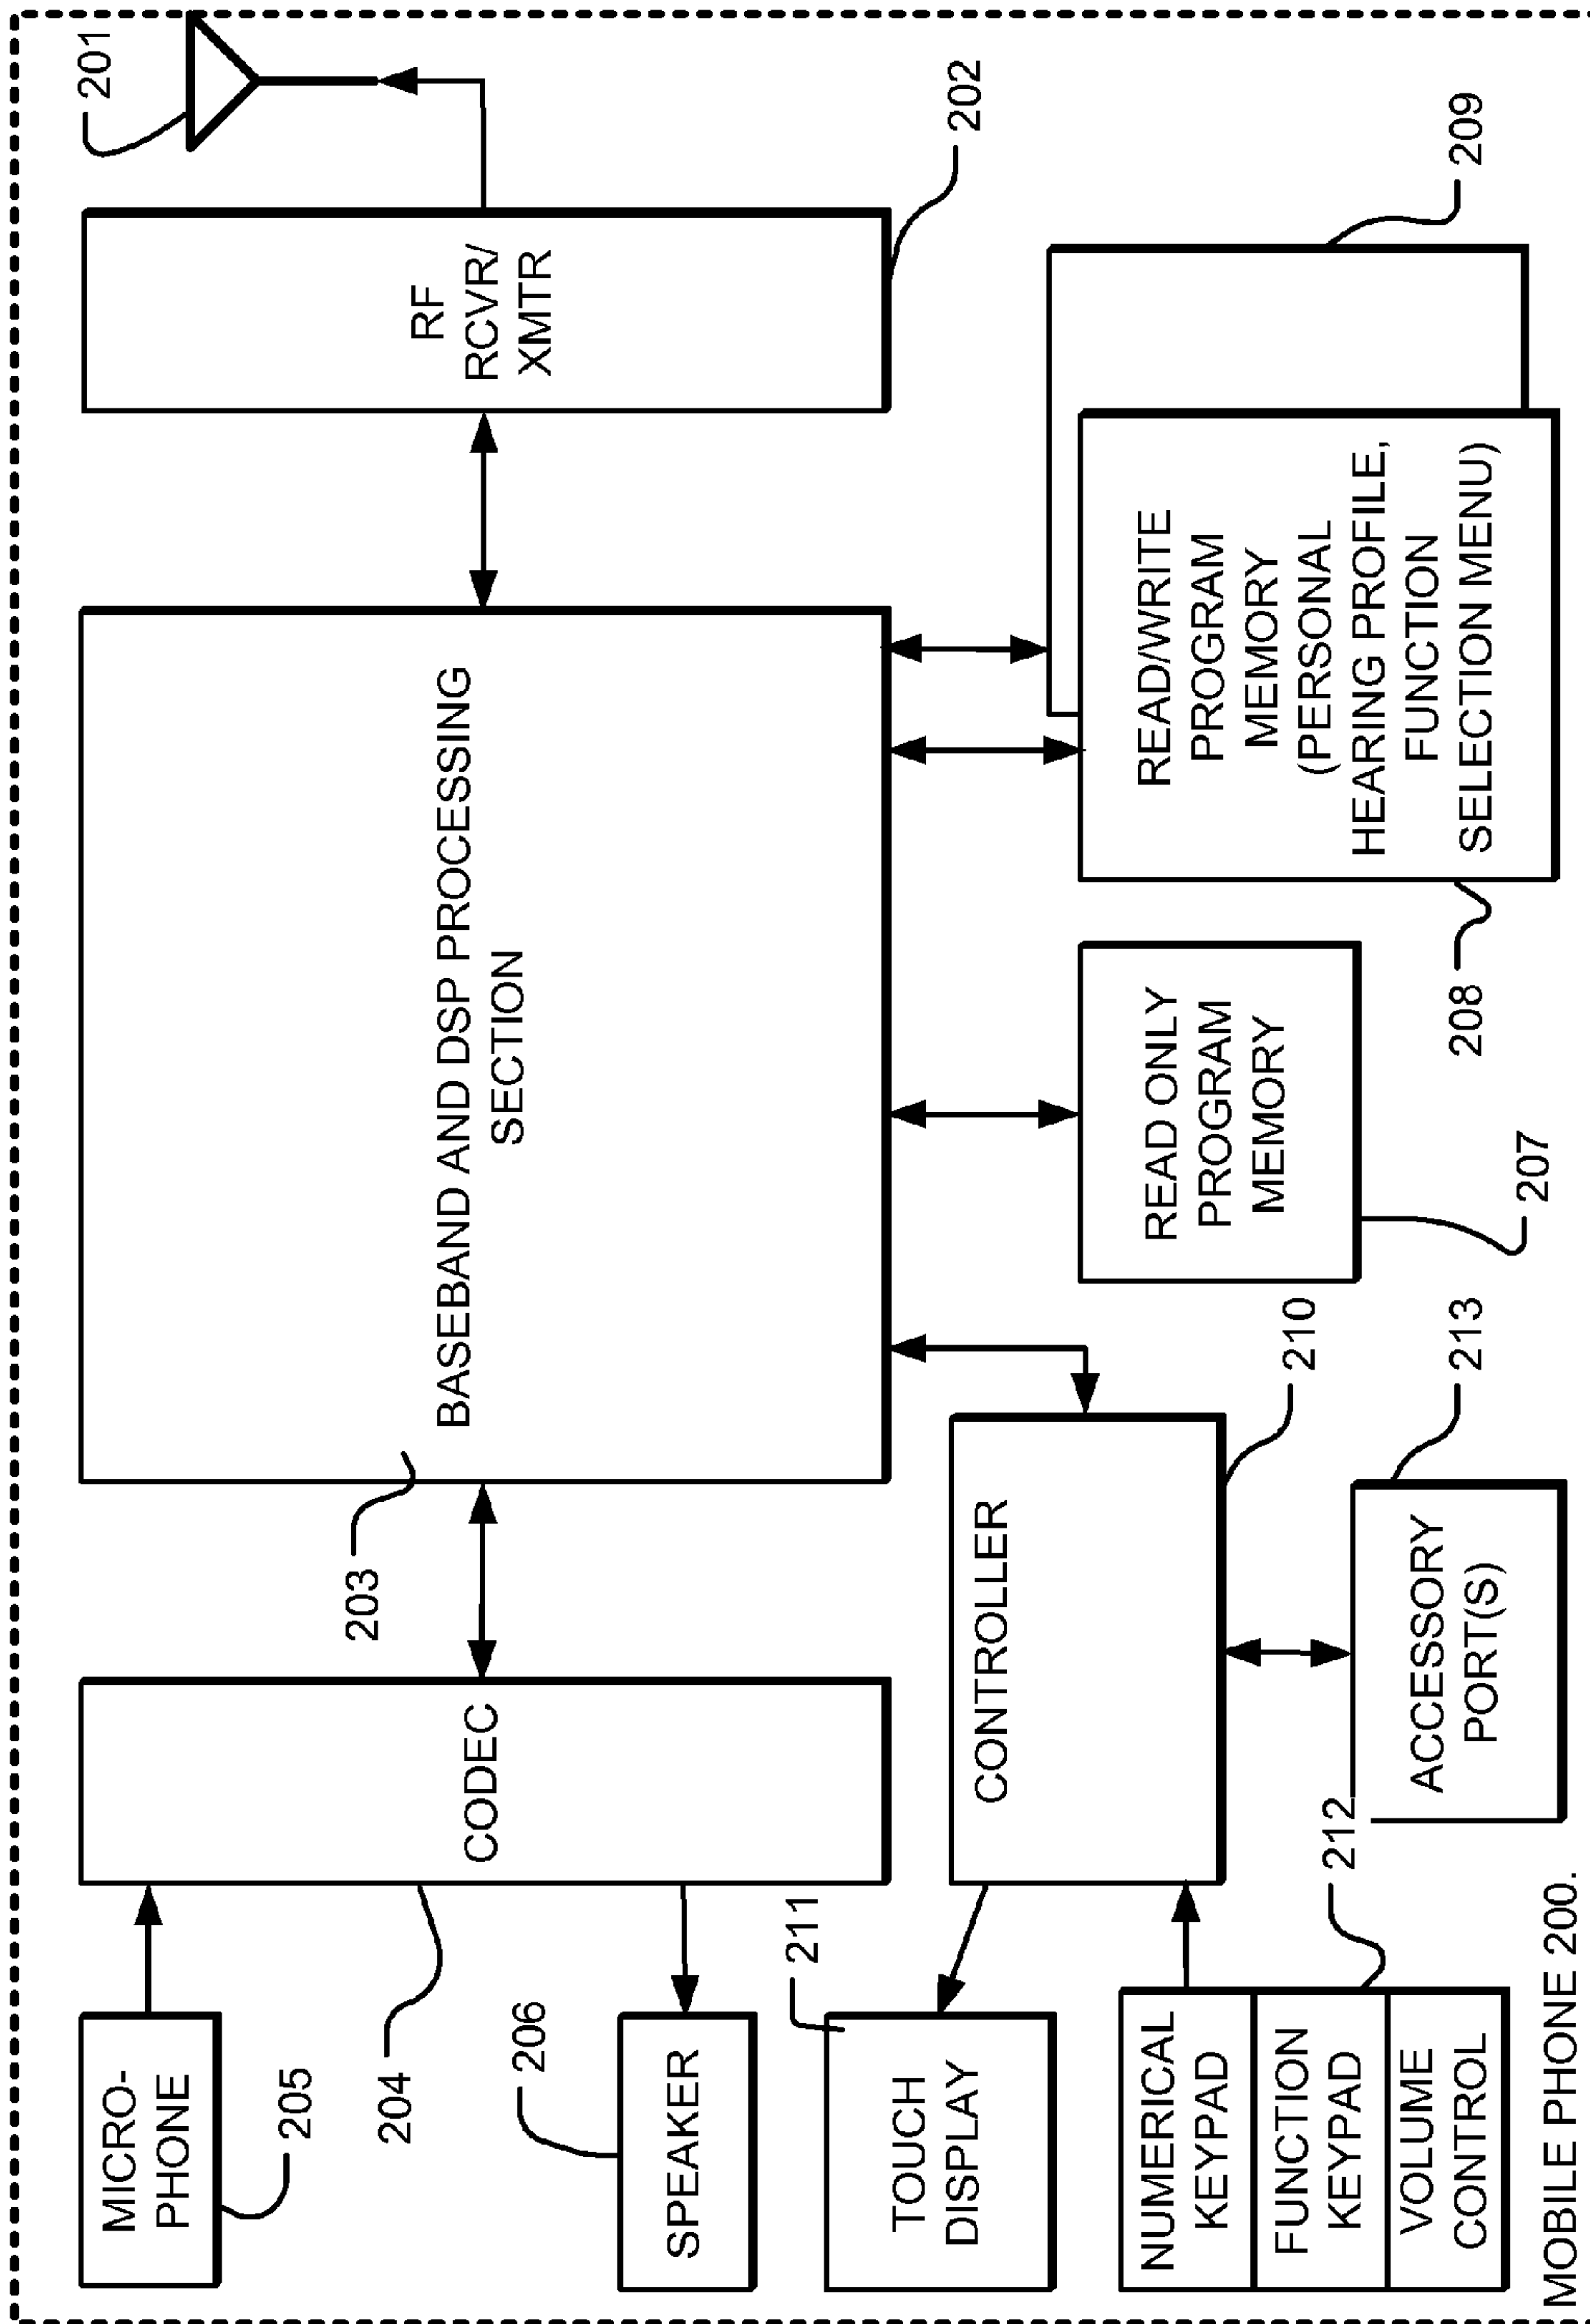 201
RF
RCVR/
XMTR
202
BASEBAND AND DSP PROCESSING
SECTION
203
CODEC
204
MICRO-
PHONE
205
SPEAKER
206
TOUCH
DISPLAY
211
CONTROLLER
210
NUMERICAL
KEYPAD
FUNCTION
KEYPAD
VOLUME
CONTROL
212
ACCESSORY
PORT(S)
213
READ ONLY
PROGRAM
MEMORY
207
READ/WRITE
PROGRAM
MEMORY
(PERSONAL
HEARING PROFILE,
FUNCTION
SELECTION MENU)
208
209
MOBILE PHONE 200.